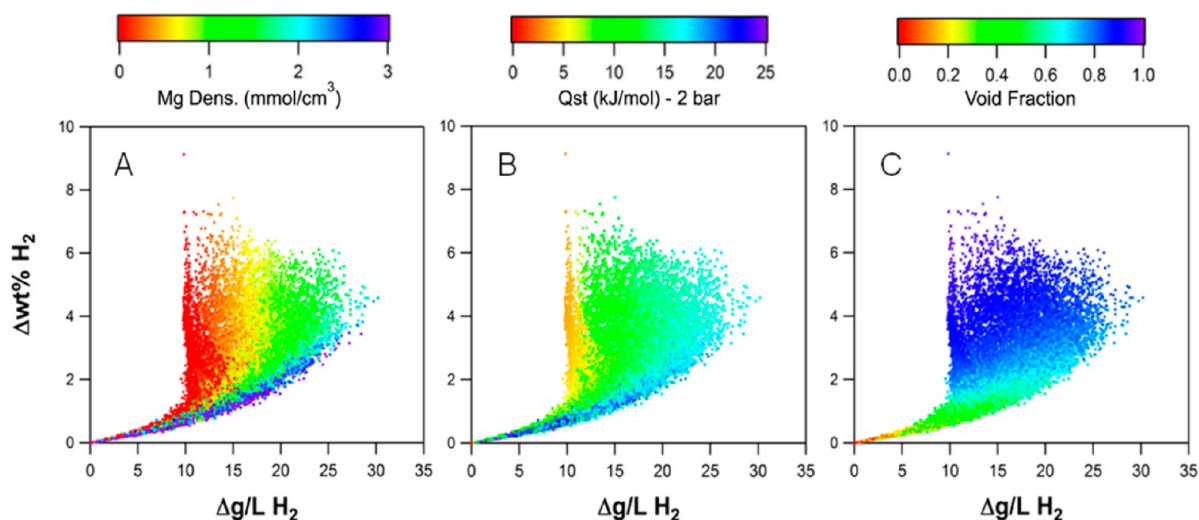 0 1 2 3
Mg Dens. (mmol/cm³)
0 5 10 15 20 25
Qst (kJ/mol) - 2 bar
0.0 0.2 0.4 0.6 0.8 1.0
Void Fraction
Δwt% H₂
10
8
6
4
2
0
A
0 5 10 15 20 25 30 35
Δg/L H₂
10
8
6
4
2
0
B
0 5 10 15 20 25 30 35
Δg/L H₂
10
8
6
4
2
0
C
0 5 10 15 20 25 30 35
Δg/L H₂